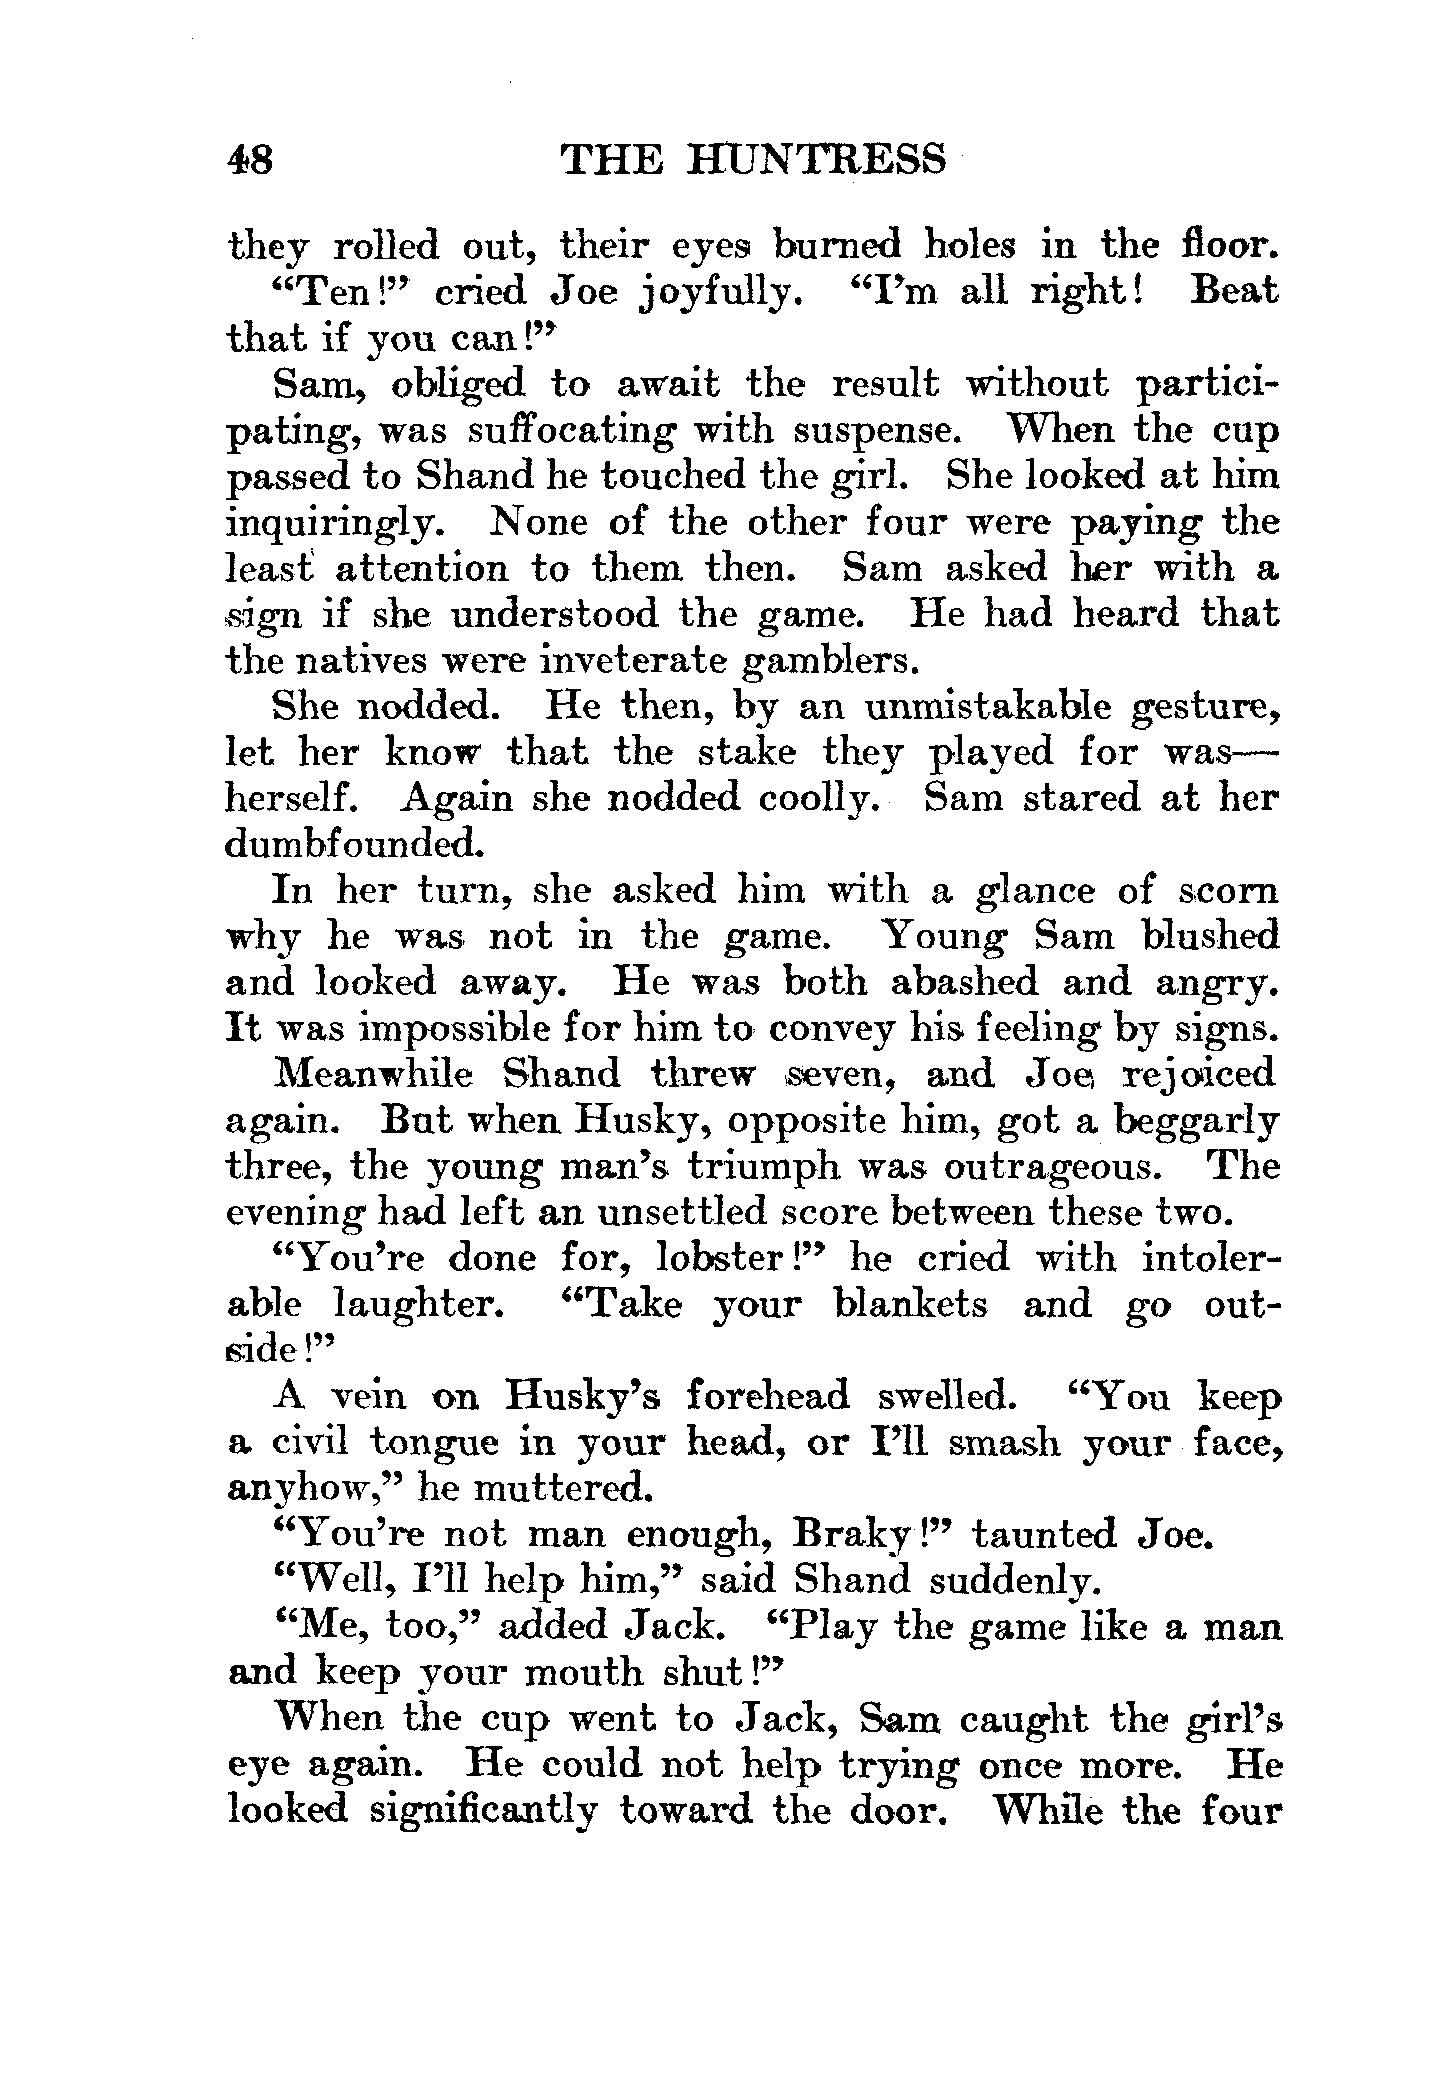 48 THE HUNTRESS
they rolled out, their eyes burned holes in the floor.
“Ten!” cried Joe joyfully. “I’m all right! Beat
that if you can!”
Sam, obliged to await the result without partici-
pating, was suffocating with suspense. When the cup
passed to Shand he touched the girl. She looked at him
inquiringly. None of the other four were paying the
least attention to them then. Sam asked her with a
sign if she understood the game. He had heard that
the natives were inveterate gamblers.
She nodded. He then, by an unmistakable gesture,
let her know that the stake they played for was—
herself. Again she nodded coolly. Sam stared at her
dumbfounded.
In her turn, she asked him with a glance of scorn
why he was not in the game. Young Sam blushed
and looked away. He was both abashed and angry.
It was impossible for him to convey his feeling by signs.
Meanwhile Shand threw seven, and Joe rejoiced
again. But when Husky, opposite him, got a beggarly
three, the young man’s triumph was outrageous. The
evening had left an unsettled score between these two.
“You’re done for, lobster!” he cried with intoler-
able laughter. “Take your blankets and go out-
side!”
A vein on Husky’s forehead swelled. “You keep
a civil tongue in your head, or I’ll smash your face,
anyhow,” he muttered.
“You’re not man enough, Braky!” taunted Joe.
“Well, I’ll help him,” said Shand suddenly.
“Me, too,” added Jack. “Play the game like a man
and keep your mouth shut!”
When the cup went to Jack, Sam caught the girl’s
eye again. He could not help trying once more. He
looked significantly toward the door. While the four